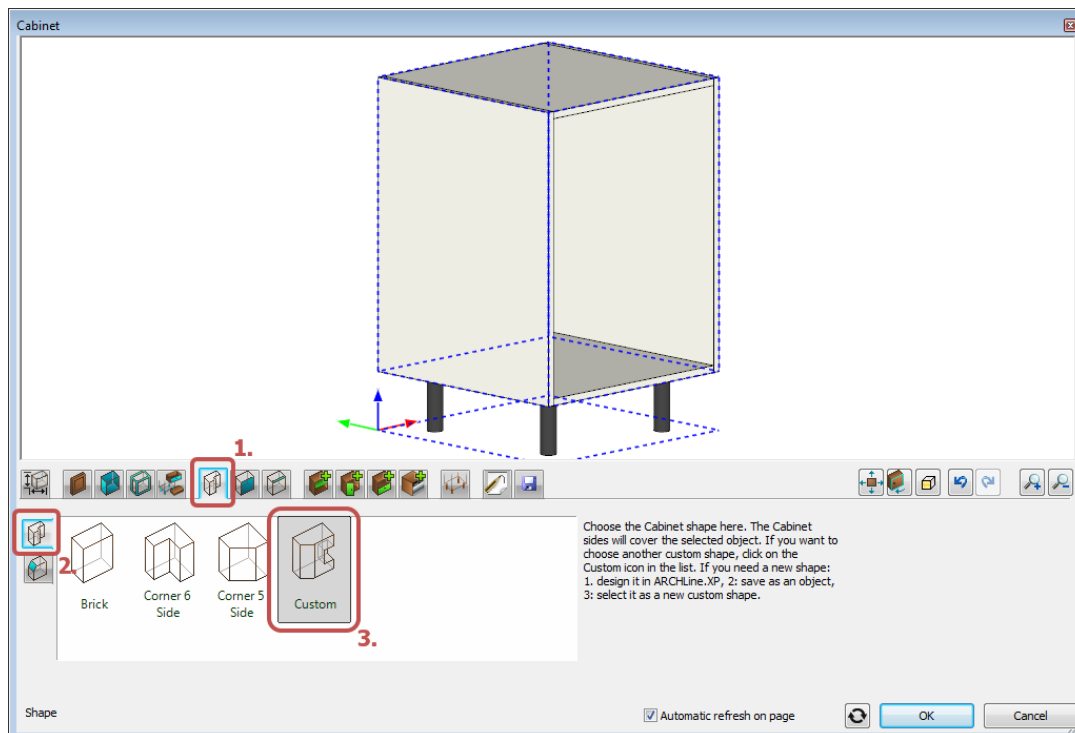 Cabinet
1.
2.
Brick
Corner 6
Side
Corner 5
Side
Custom
3.
Choose the Cabinet shape here. The Cabinet
sides will cover the selected object. If you want to
choose another custom shape, click on the
Custom icon in the list. If you need a new shape:
1. design it in ARCHLine.XP, 2: save as an object,
3: select it as a new custom shape.
Shape
Automatic refresh on page
OK
Cancel